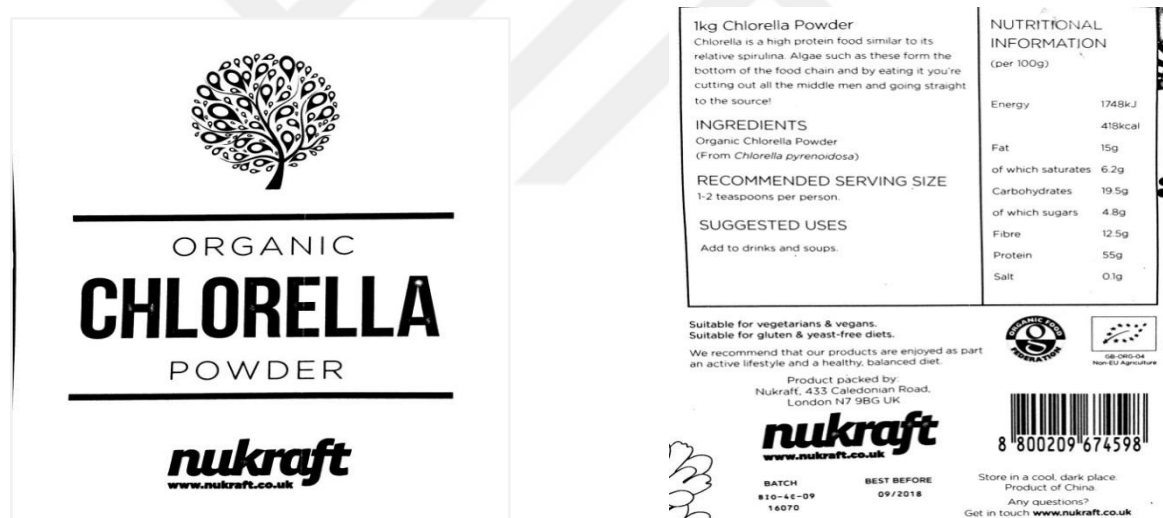 ORGANIC
CHLORELLA
POWDER
nukraft
www.nukraft.co.uk
1kg Chlorella Powder
Chlorella is a high protein food similar to its
relative spirulina. Algae such as these form the
bottom of the food chain and by eating it you're
cutting out all the middle men and going straight
to the source!
INGREDIENTS
Organic Chlorella Powder
(From Chlorella pyrenoidosa)
RECOMMENDED SERVING SIZE
1-2 teaspoons per person.
SUGGESTED USES
Add to drinks and soups.
NUTRITIONAL
INFORMATION
(per 100g)
Energy 1748kJ
418kcal
Fat 15g
of which saturates 6.2g
Carbohydrates 19.5g
of which sugars 4.8g
Fibre 12.5g
Protein 55g
Salt 0.1g
Suitable for vegetarians & vegans.
Suitable for gluten & yeast-free diets.
We recommend that our products are enjoyed as part
an active lifestyle and a healthy, balanced diet.
Product packed by:
Nukraft, 433 Caledonian Road,
London N7 9BG UK
nukraft
www.nukraft.co.uk
BATCH
BIO-4E-09
16070
BEST BEFORE
09/2018
ORGANIC FOOD
FEDERATION
GB-ORG-04
Non-EU Agriculture
8 800209 674598
Store in a cool, dark place.
Product of China.
Any questions?
Get in touch www.nukraft.co.uk